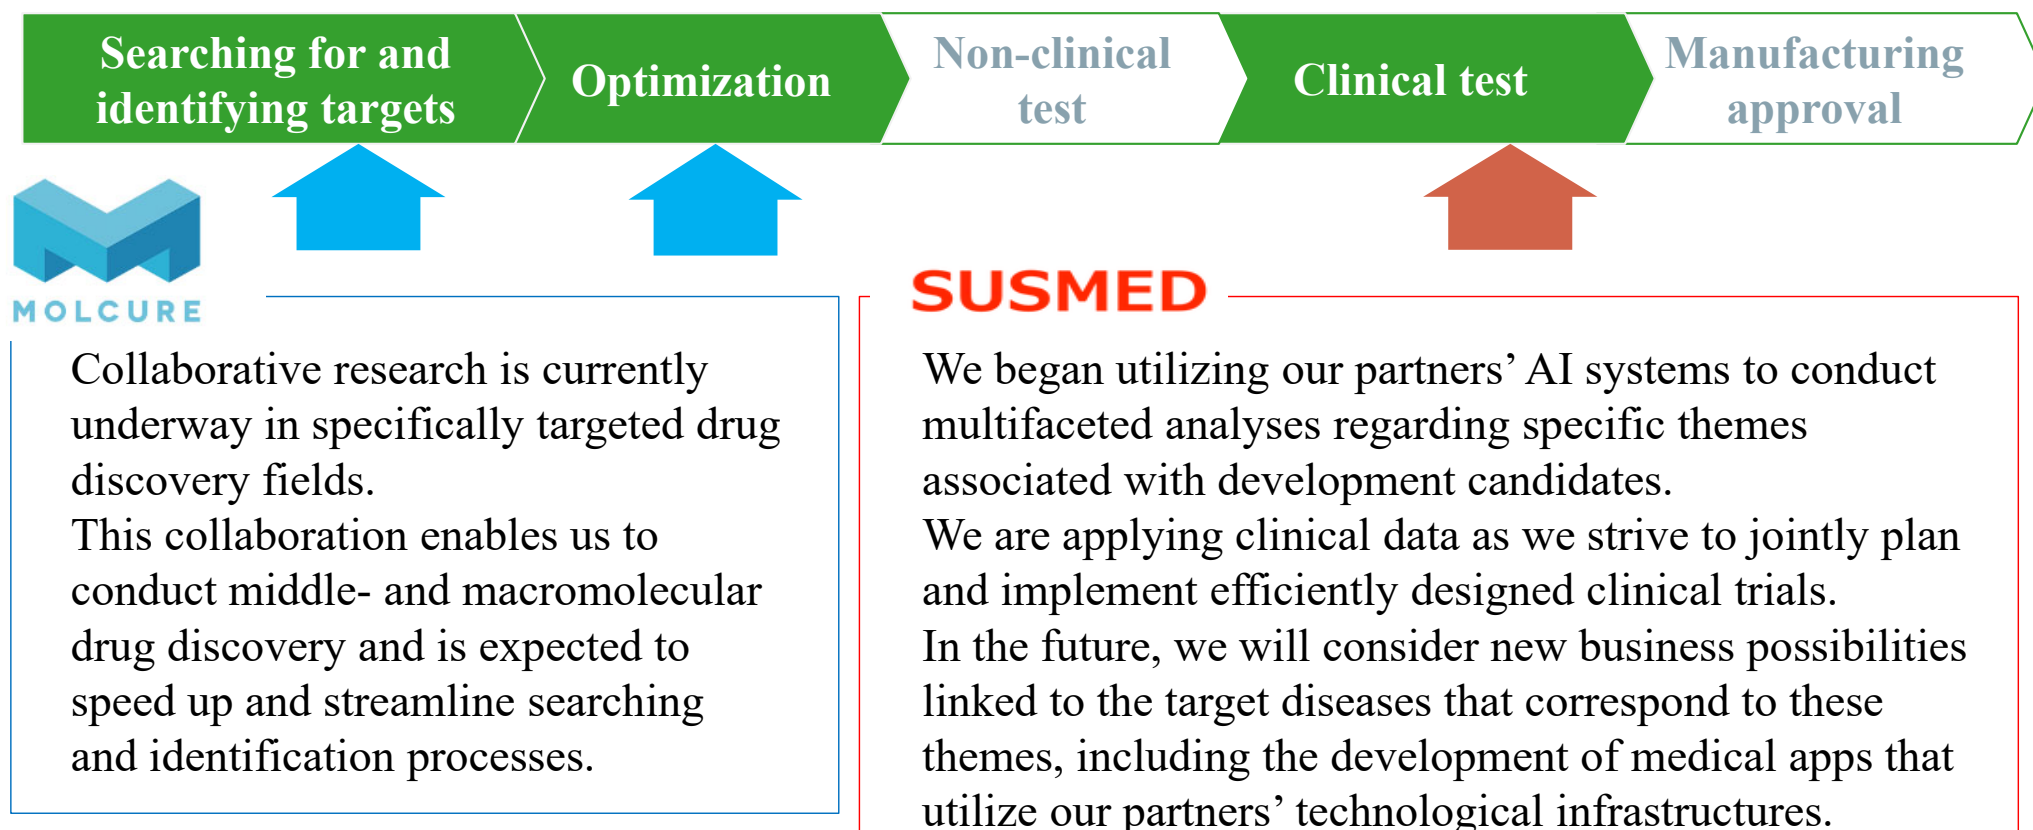 Searching for and
identifying targets
Optimization
Non-clinical
test
Clinical test
Manufacturing
approval
MOLCURE
Collaborative research is currently
underway in specifically targeted drug
discovery fields.
This collaboration enables us to
conduct middle- and macromolecular
drug discovery and is expected to
speed up and streamline searching
and identification processes.
SUSMED
We began utilizing our partners’ AI systems to conduct
multifaceted analyses regarding specific themes
associated with development candidates.
We are applying clinical data as we strive to jointly plan
and implement efficiently designed clinical trials.
In the future, we will consider new business possibilities
linked to the target diseases that correspond to these
themes, including the development of medical apps that
utilize our partners’ technological infrastructures.